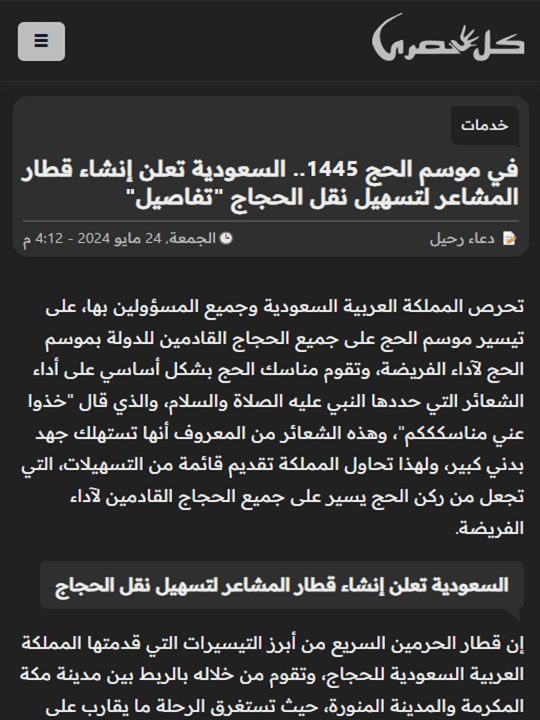 كل حصري
خدمات
في موسم الحج 1445.. السعودية تعلن إنشاء قطار
المشاعر لتسهيل نقل الحجاج "تفاصيل"
دعاء رحيل
الجمعة, 24 مايو 2024 - 4:12 م
تحرص المملكة العربية السعودية وجميع المسؤولين بها، على
تيسير موسم الحج على جميع الحجاج القادمين للدولة بموسم
الحج لآداء الفريضة، وتقوم مناسك الحج بشكل أساسي على أداء
الشعائر التي حددها النبي عليه الصلاة والسلام، والذي قال "خذوا
عني مناسكككم"، وهذه الشعائر من المعروف أنها تستهلك جهد
بدني كبير، ولهذا تحاول المملكة تقديم قائمة من التسهيلات، التي
تجعل من ركن الحج يسير على جميع الحجاج القادمين لآداء
الفريضة.
السعودية تعلن إنشاء قطار المشاعر لتسهيل نقل الحجاج
إن قطار الحرمين السريع من أبرز التيسيرات التي قدمتها المملكة
العربية السعودية للحجاج، وتقوم من خلاله بالربط بين مدينة مكة
المكرمة والمدينة المنورة، حيث تستغرق الرحلة ما يقارب على